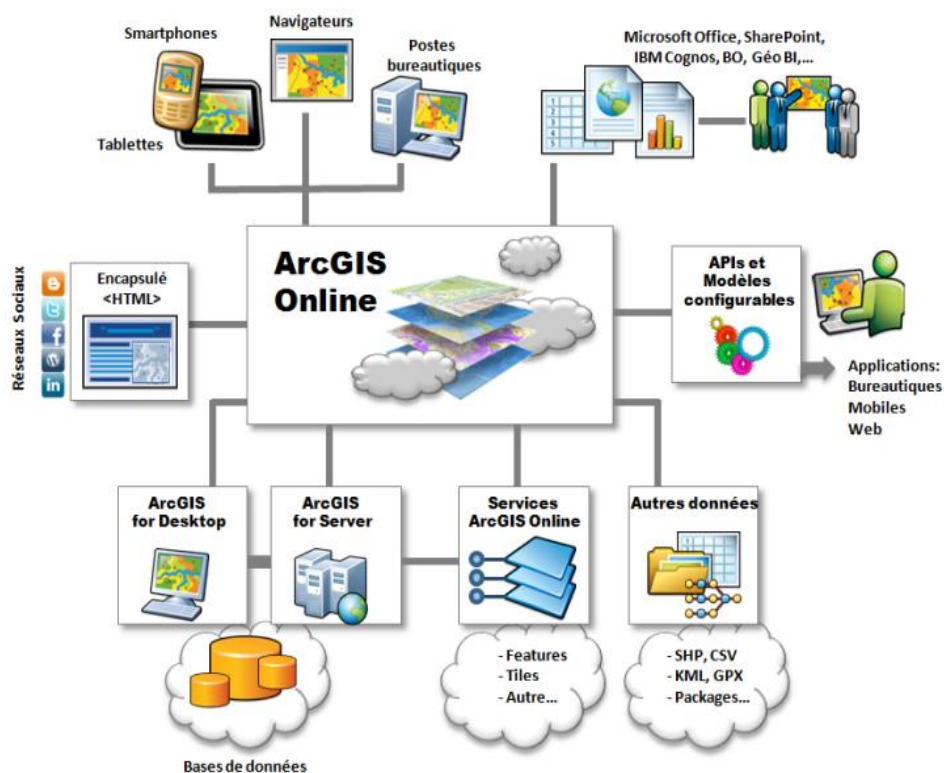 Smartphones
Navigateurs
Postes
bureautiques
Tablettes
Microsoft Office, SharePoint,
IBM Cognos, BO, Géo BI,...
ArcGIS
Online
Réseaux Sociaux
Encapsulé
<HTML>
APIs et
Modèles
configurables
Applications:
Bureautiques
Mobiles
Web
ArcGIS
for Desktop
ArcGIS
for Server
Services
ArcGIS Online
Autres données
- Features
- Tiles
- Autre...
- SHP, CSV
- KML, GPX
- Packages...
Bases de données